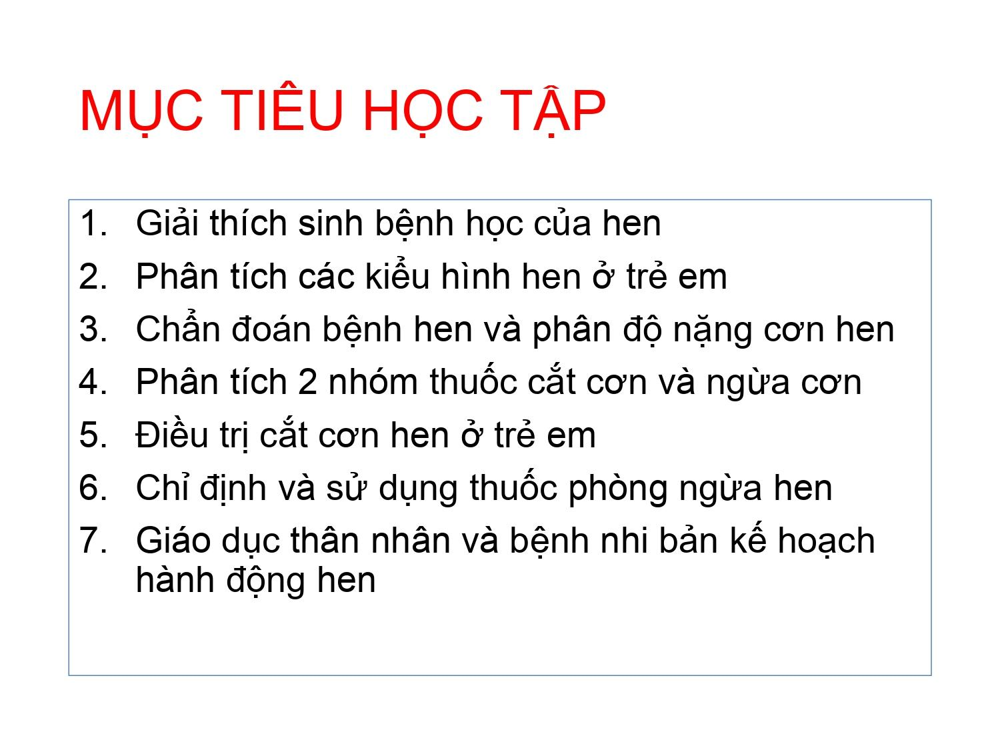 MỤC TIÊU HỌC TẬP
1. Giải thích sinh bệnh học của hen
2. Phân tích các kiểu hình hen ở trẻ em
3. Chẩn đoán bệnh hen và phân độ nặng cơn hen
4. Phân tích 2 nhóm thuốc cắt cơn và ngừa cơn
5. Điều trị cắt cơn hen ở trẻ em
6. Chỉ định và sử dụng thuốc phòng ngừa hen
7. Giáo dục thân nhân và bệnh nhi bản kế hoạch
hành động hen